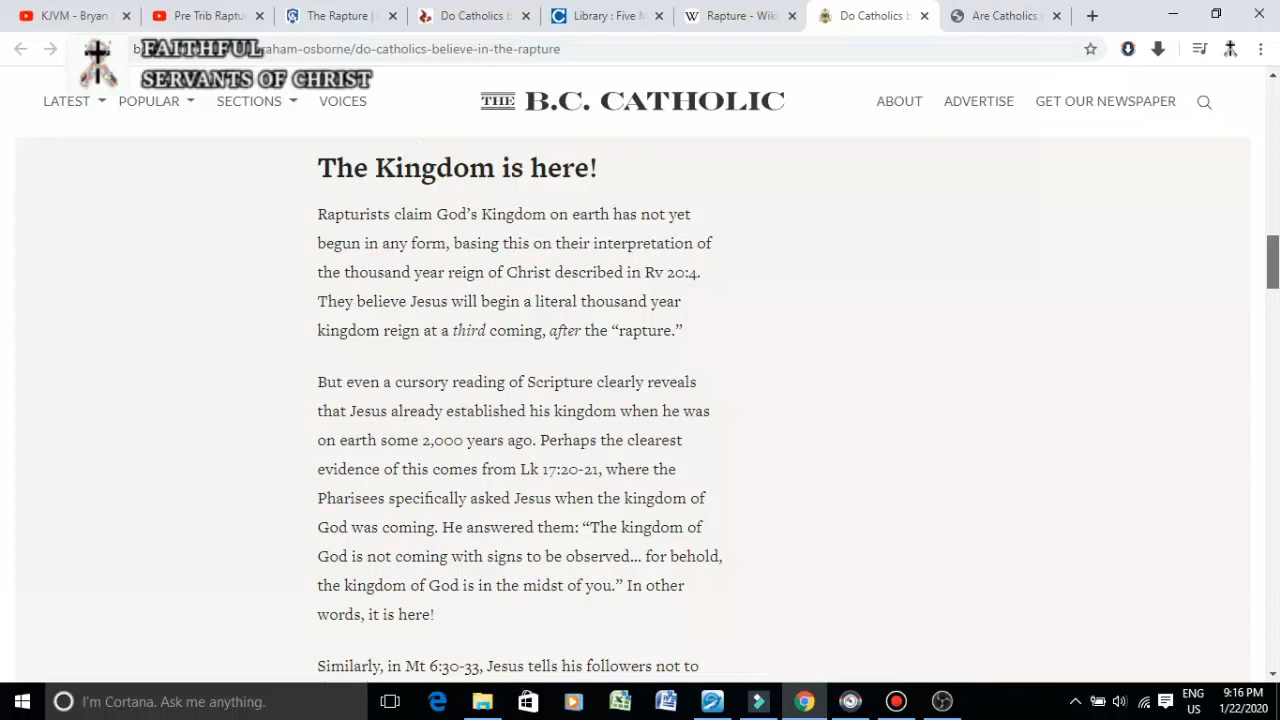 KJVM - Bryan
Pre Trib Raptu
The Rapture |
Do Catholics b
Library : Five M
Rapture - Wik
Do Catholics b
Are Catholics
FAITHFUL
SERVANTS OF CHRIST
aham-osborne/do-catholics-believe-in-the-rapture
LATEST POPULAR SECTIONS VOICES
THE B.C. CATHOLIC
ABOUT ADVERTISE GET OUR NEWSPAPER
The Kingdom is here!
Rapturists claim God’s Kingdom on earth has not yet
begun in any form, basing this on their interpretation of
the thousand year reign of Christ described in Rv 20:4.
They believe Jesus will begin a literal thousand year
kingdom reign at a third coming, after the “rapture.”
But even a cursory reading of Scripture clearly reveals
that Jesus already established his kingdom when he was
on earth some 2,000 years ago. Perhaps the clearest
evidence of this comes from Lk 17:20-21, where the
Pharisees specifically asked Jesus when the kingdom of
God was coming. He answered them: “The kingdom of
God is not coming with signs to be observed… for behold,
the kingdom of God is in the midst of you.” In other
words, it is here!
Similarly, in Mt 6:30-33, Jesus tells his followers not to
I'm Cortana. Ask me anything.
ENG
US
9:16 PM
1/22/2020